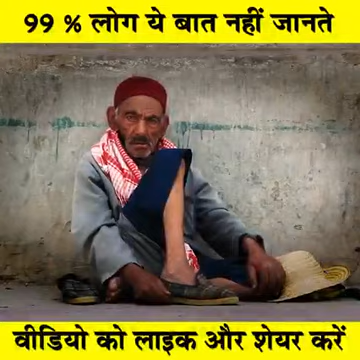 99 % लोग ये बात नहीं जानते
वीडियो को लाइक और शेयर करें